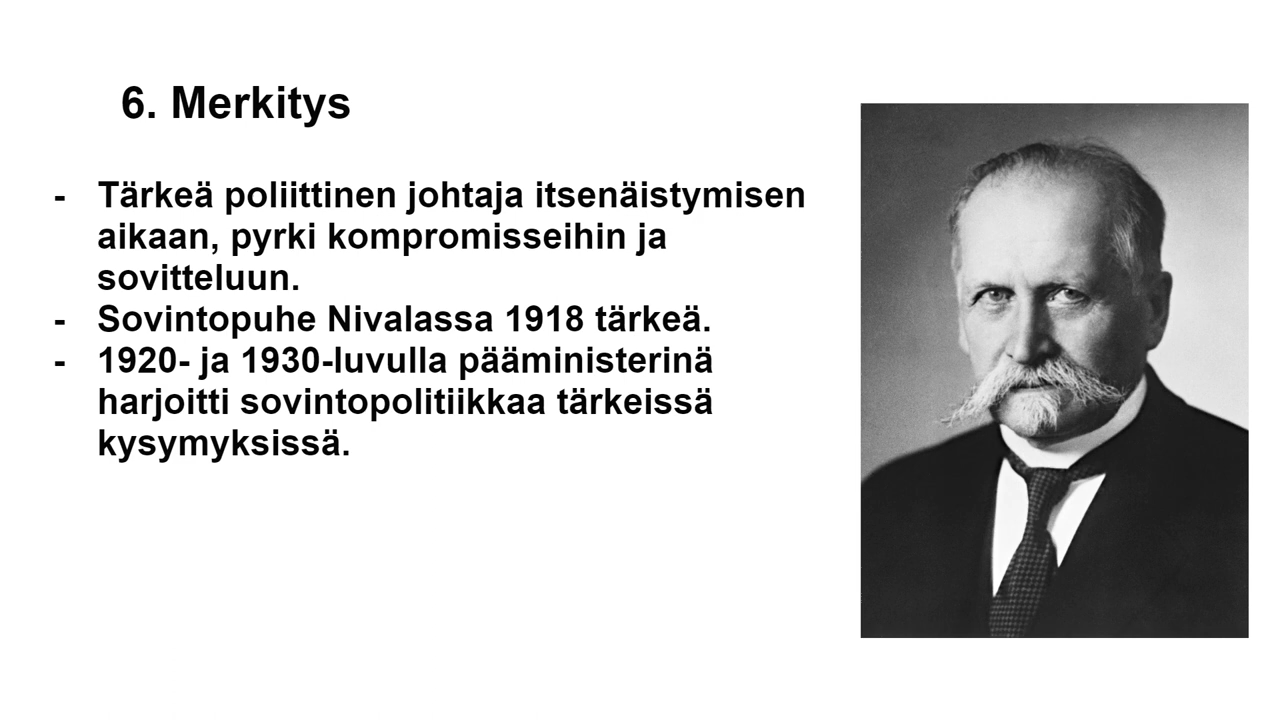 6. Merkitys
- Tärkeä poliittinen johtaja itsenäistymisen
aikaan, pyrki kompromisseihin ja
sovitteluun.
- Sovintopuhe Nivalassa 1918 tärkeä.
- 1920- ja 1930-luvulla pääministerinä
harjoitti sovintopolitiikkaa tärkeissä
kysymyksissä.